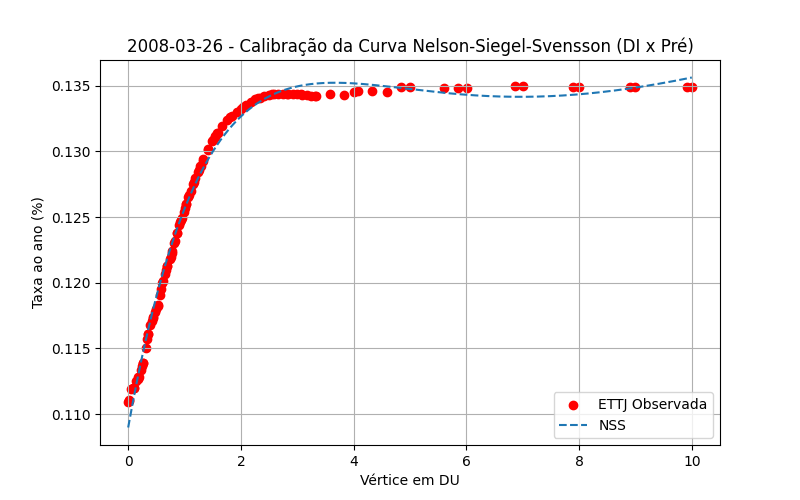 2008-03-26 - Calibração da Curva Nelson-Siegel-Svensson (DI x Pré)
Taxa ao ano (%)
0.135
0.130
0.125
0.120
0.115
0.110
ETTJ Observada
NSS
0 2 4 6 8 10
Vértice em DU